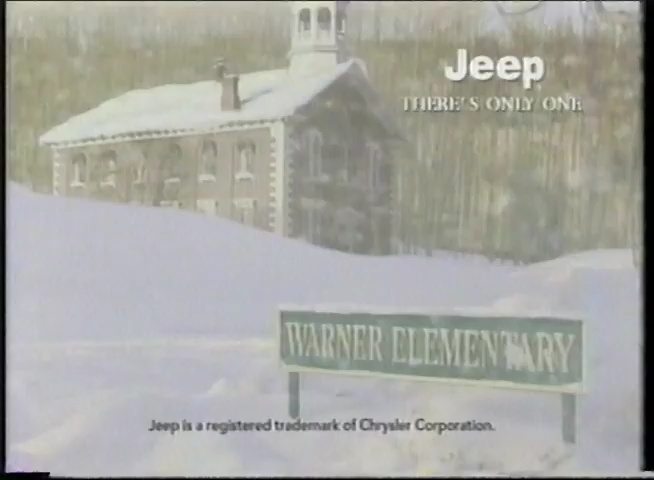 Jeep
THERE'S ONLY ONE
WARNER ELEMENTARY
Jeep is a registered trademark of Chrysler Corporation.